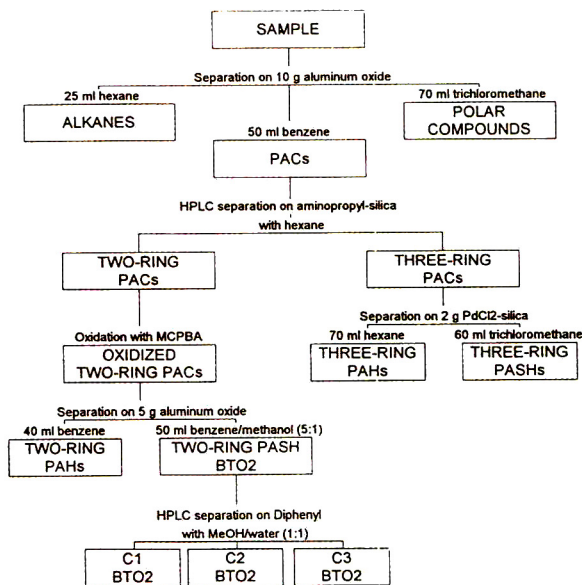 SAMPLE
Separation on 10 g aluminum oxide
25 ml hexane
ALKANES
50 ml benzene
PACs
70 ml trichloromethane
POLAR
COMPOUNDS
HPLC separation on aminopropyl-silica
with hexane
TWO-RING
PACs
THREE-RING
PACs
Oxidation with MCPBA
OXIDIZED
TWO-RING PACs
Separation on 2 g PdCl2-silica
70 ml hexane
THREE-RING
PAHs
60 ml trichloromethane
THREE-RING
PASHs
Separation on 5 g aluminum oxide
40 ml benzene
TWO-RING
PAHs
50 ml benzene/methanol (5:1)
TWO-RING PASH
BTO2
HPLC separation on Diphenyl
with MeOH/water (1:1)
C1
BTO2
C2
BTO2
C3
BTO2